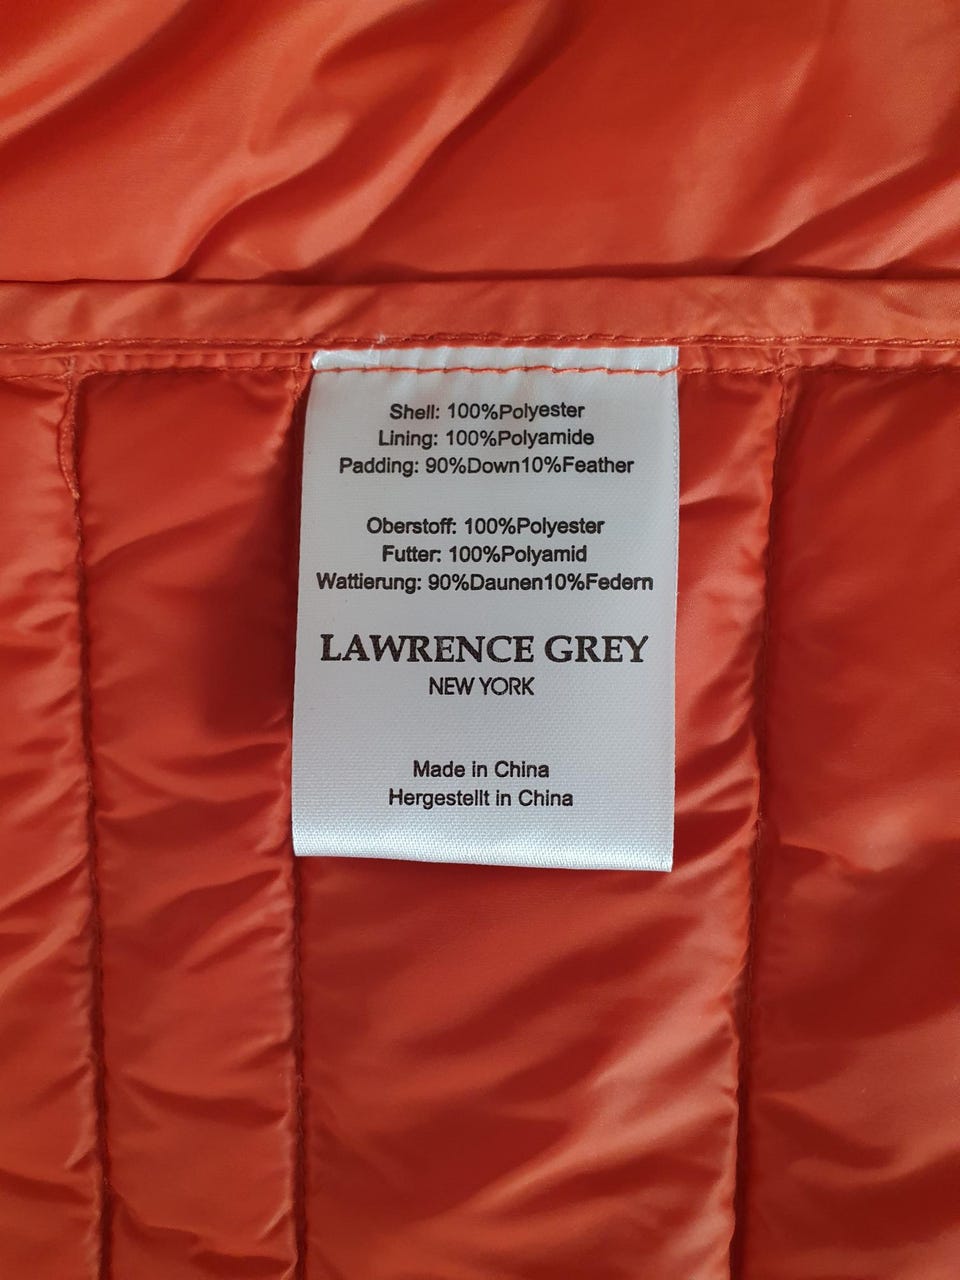 Shell: 100%Polyester
Lining: 100%Polyamide
Padding: 90%Down10%Feather
Oberstoff: 100%Polyester
Futter: 100%Polyamid
Wattierung: 90%Daunen10%Federn
LAWRENCE GREY
NEW YORK
Made in China
Hergestellt in China